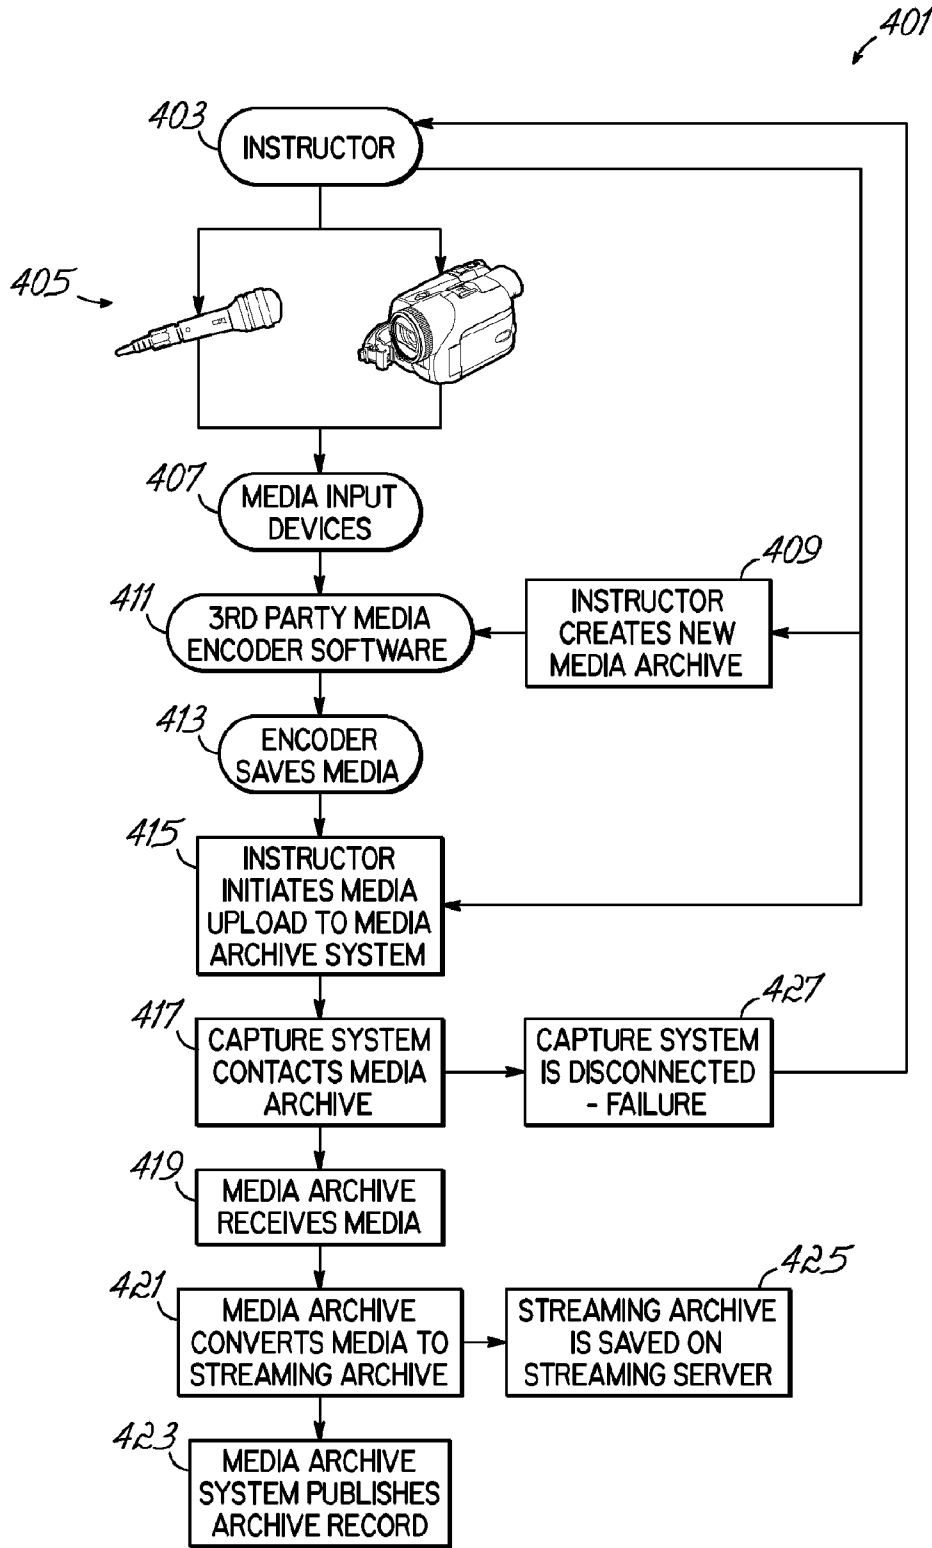 401
403
INSTRUCTOR
405
407
MEDIA INPUT
DEVICES
409
INSTRUCTOR
CREATES NEW
MEDIA ARCHIVE
411
3RD PARTY MEDIA
ENCODER SOFTWARE
413
ENCODER
SAVES MEDIA
415
INSTRUCTOR
INITIATES MEDIA
UPLOAD TO MEDIA
ARCHIVE SYSTEM
417
CAPTURE SYSTEM
CONTACTS MEDIA
ARCHIVE
427
CAPTURE SYSTEM
IS DISCONNECTED
- FAILURE
419
MEDIA ARCHIVE
RECEIVES MEDIA
421
MEDIA ARCHIVE
CONVERTS MEDIA TO
STREAMING ARCHIVE
425
STREAMING ARCHIVE
IS SAVED ON
STREAMING SERVER
423
MEDIA ARCHIVE
SYSTEM PUBLISHES
ARCHIVE RECORD